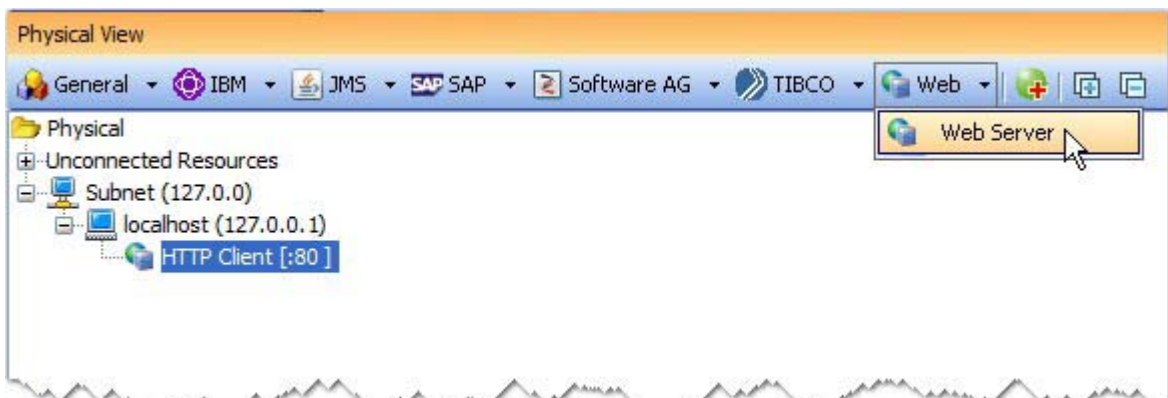 Physical View
General IBM JMS SAP SAP Software AG TIBCO Web
Web Server
Physical
Unconnected Resources
Subnet (127.0.0)
localhost (127.0.0.1)
HTTP Client [:80 ]